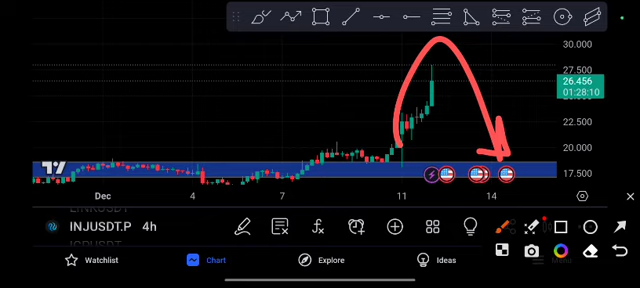 30.000
27.500
26.456
01:28:10
22.500
20.000
17.500
Dec 4 7 11 14
LINKUSDT
INJUSDT.P 4h
Watchlist Chart Explore Ideas